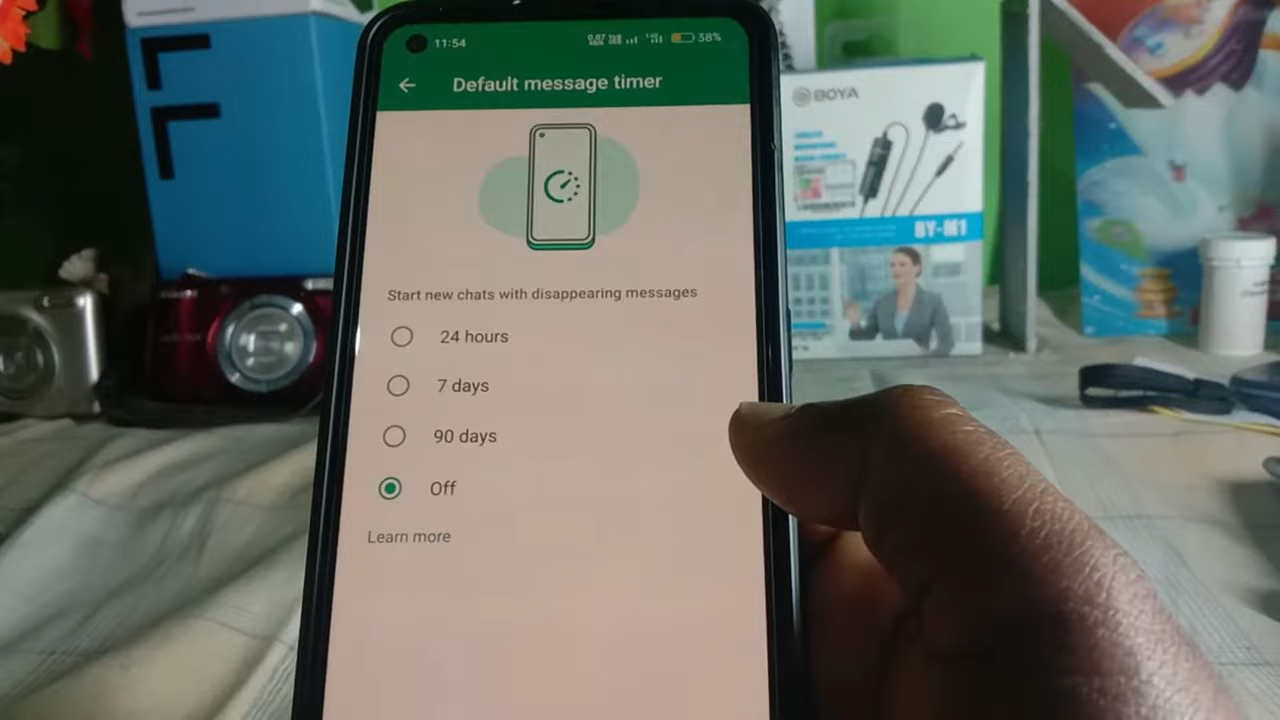 11:54
38%
Default message timer
Start new chats with disappearing messages
24 hours
7 days
90 days
Off
Learn more
BOYA
BY-M1